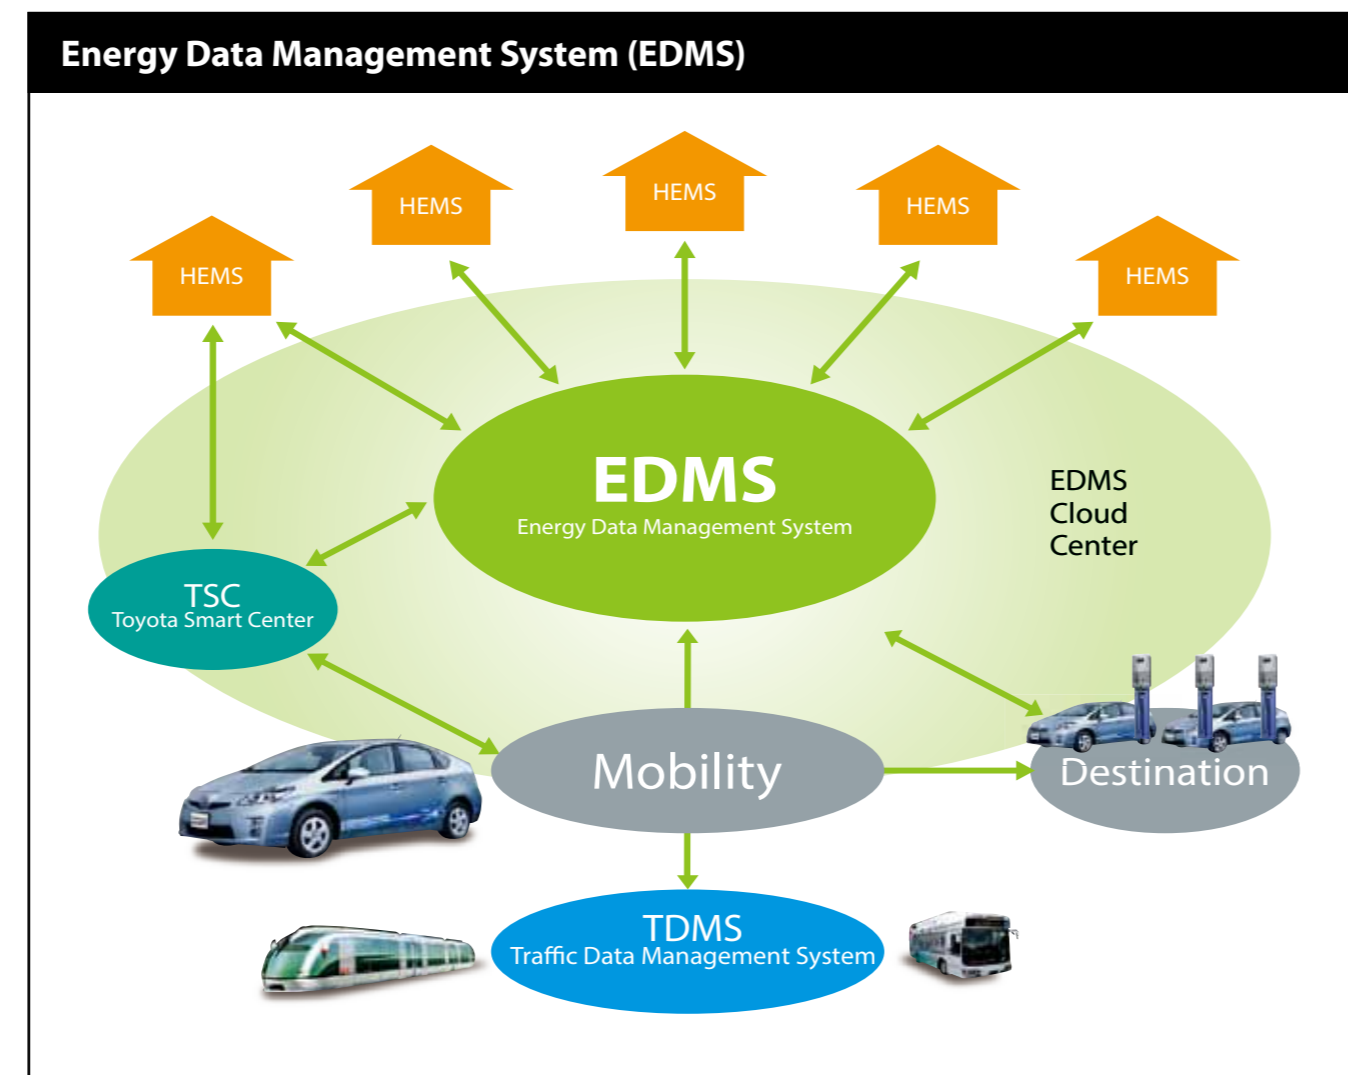 Energy Data Management System (EDMS)
HEMS
HEMS
HEMS
HEMS
HEMS
EDMS
Energy Data Management System
EDMS
Cloud
Center
TSC
Toyota Smart Center
Mobility
Destination
TDMS
Traffic Data Management System